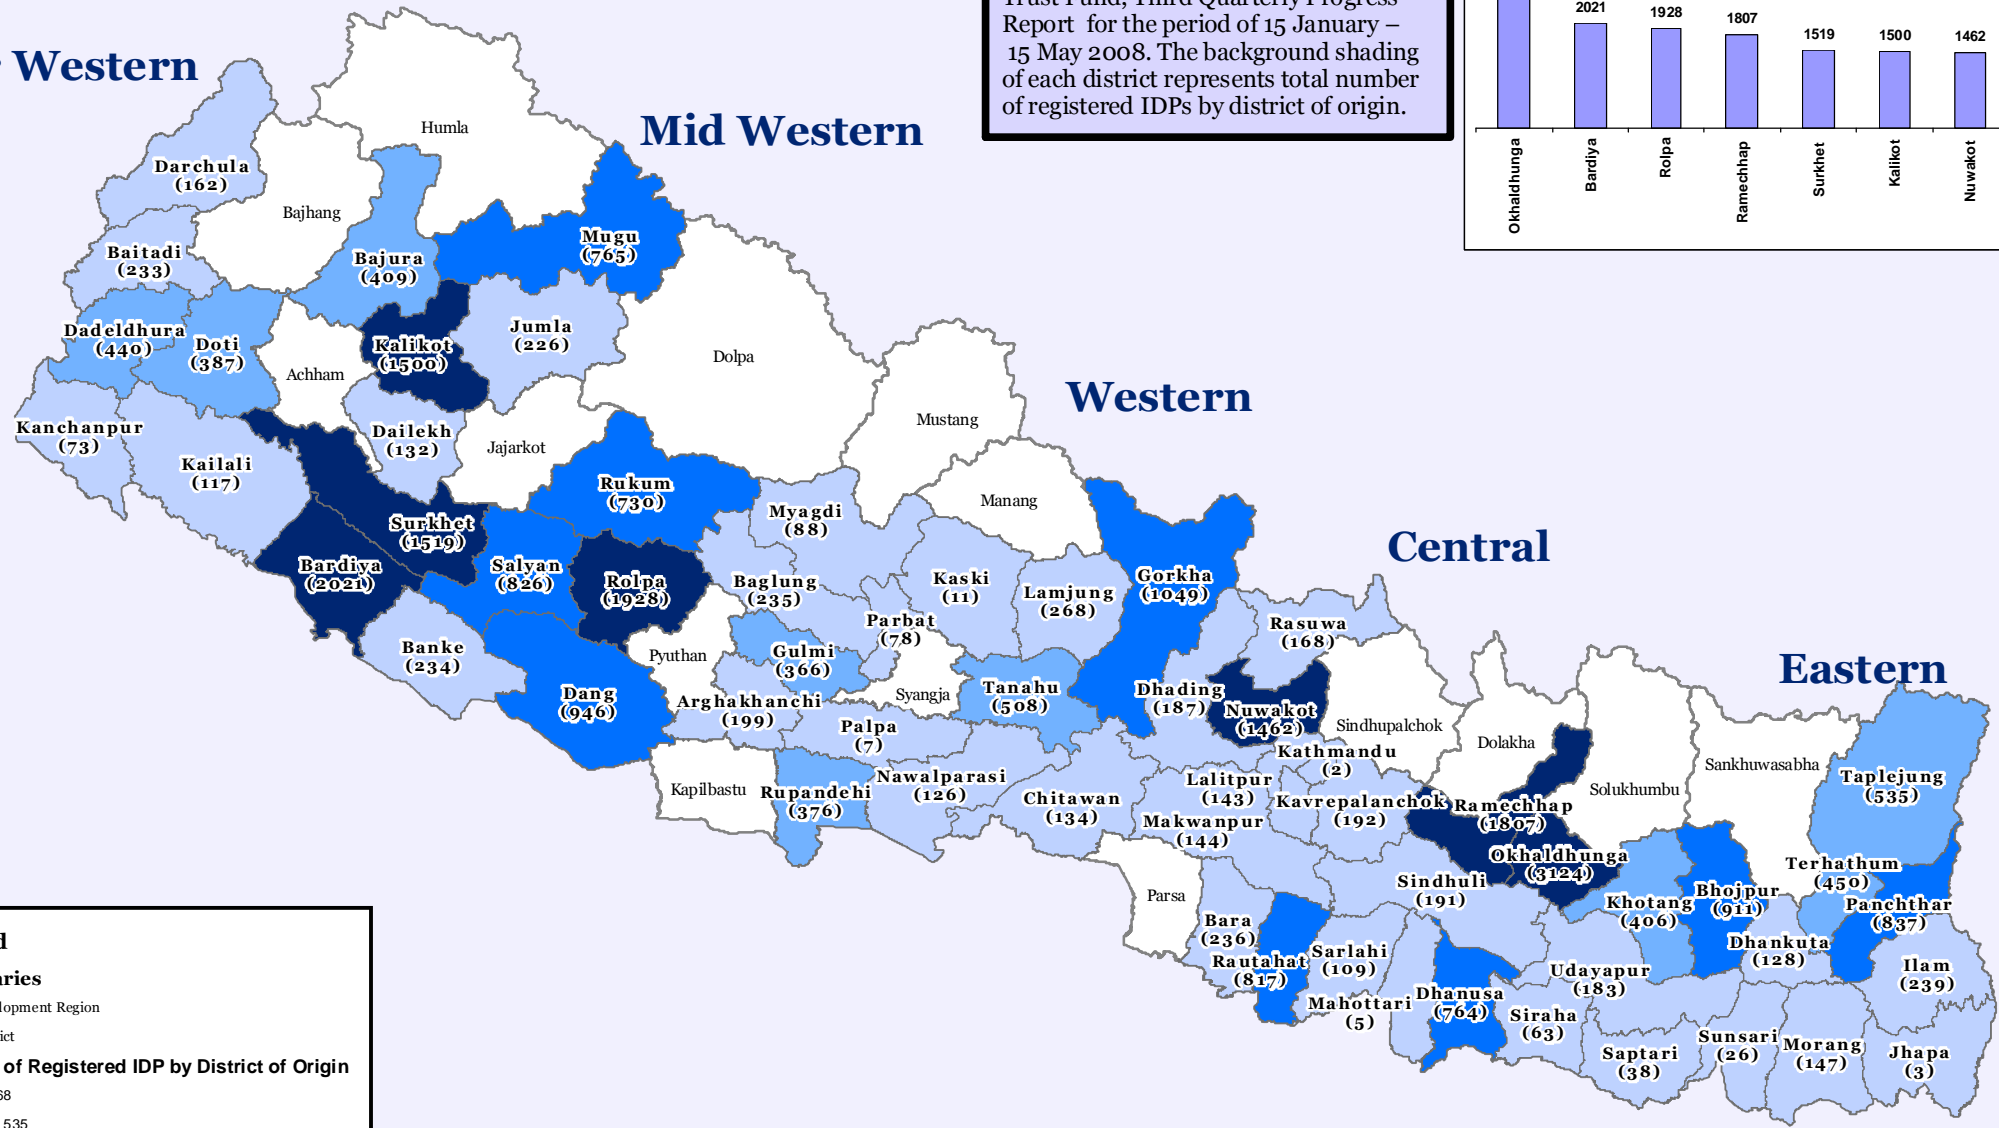 Western
Mid Western
Western
Central
Eastern
Report for the period of 15 January –
15 May 2008. The background shading
of each district represents total number
of registered IDPs by district of origin.
2021
1928
1807
1519
1500
1462
Okhaldhunga
Bardiya
Rolpa
Ramechhap
Surkhet
Kalikot
Nuwakot
Humla
Darchula
(162)
Bajhang
Baitadi
(233)
Bajura
(409)
Mugu
(765)
Dadeldhura
(440)
Doti
(387)
Achham
Kalikot
(1500)
Jumla
(226)
Dolpa
Kanchanpur
(73)
Kailali
(117)
Dailekh
(132)
Jajarkot
Mustang
Manang
Rukum
(730)
Myagdi
(88)
Surkhet
(1519)
Bardiya
(2021)
Salyan
(826)
Rolpa
(1928)
Baglung
(235)
Kaski
(11)
Lamjung
(268)
Gorkha
(1049)
Parbat
(78)
Rasuwa
(168)
Banke
(234)
Pyuthan
Gulmi
(366)
Syangja
Tanahu
(508)
Dhading
(187)
Nuwakot
(1462)
Sindhupalchok
Dang
(946)
Arghakhanchi
(199)
Palpa
(7)
Kathmandu
(2)
Dolakha
Solukhumbu
Sankhuwasabha
Taplejung
(535)
Kapilbastu
Rupandehi
(376)
Nawalparasi
(126)
Chitawan
(134)
Lalitpur
(143)
Makwanpur
(144)
Kavrepalanchok
(192)
Ramechhap
(1807)
Okhaldhunga
(3124)
Terhathum
(450)
Parsa
Sindhuli
(191)
Khotang
(406)
Bhojpur
(911)
Panchthar
(837)
Bara
(236)
Rautahat
(817)
Sarlahi
(109)
Mahottari
(5)
Dhanusa
(764)
Siraha
(63)
Udayapur
(183)
Dhankuta
(128)
Ilam
(239)
Saptari
(38)
Sunsari
(26)
Morang
(147)
Jhapa
(3)
of Registered IDP by District of Origin
535